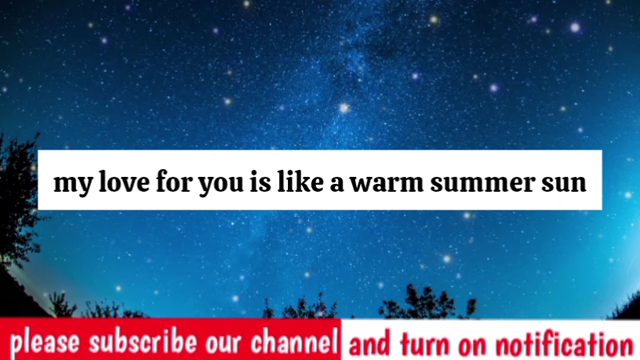 my love for you is like a warm summer sun
please subscribe our channel and turn on notification